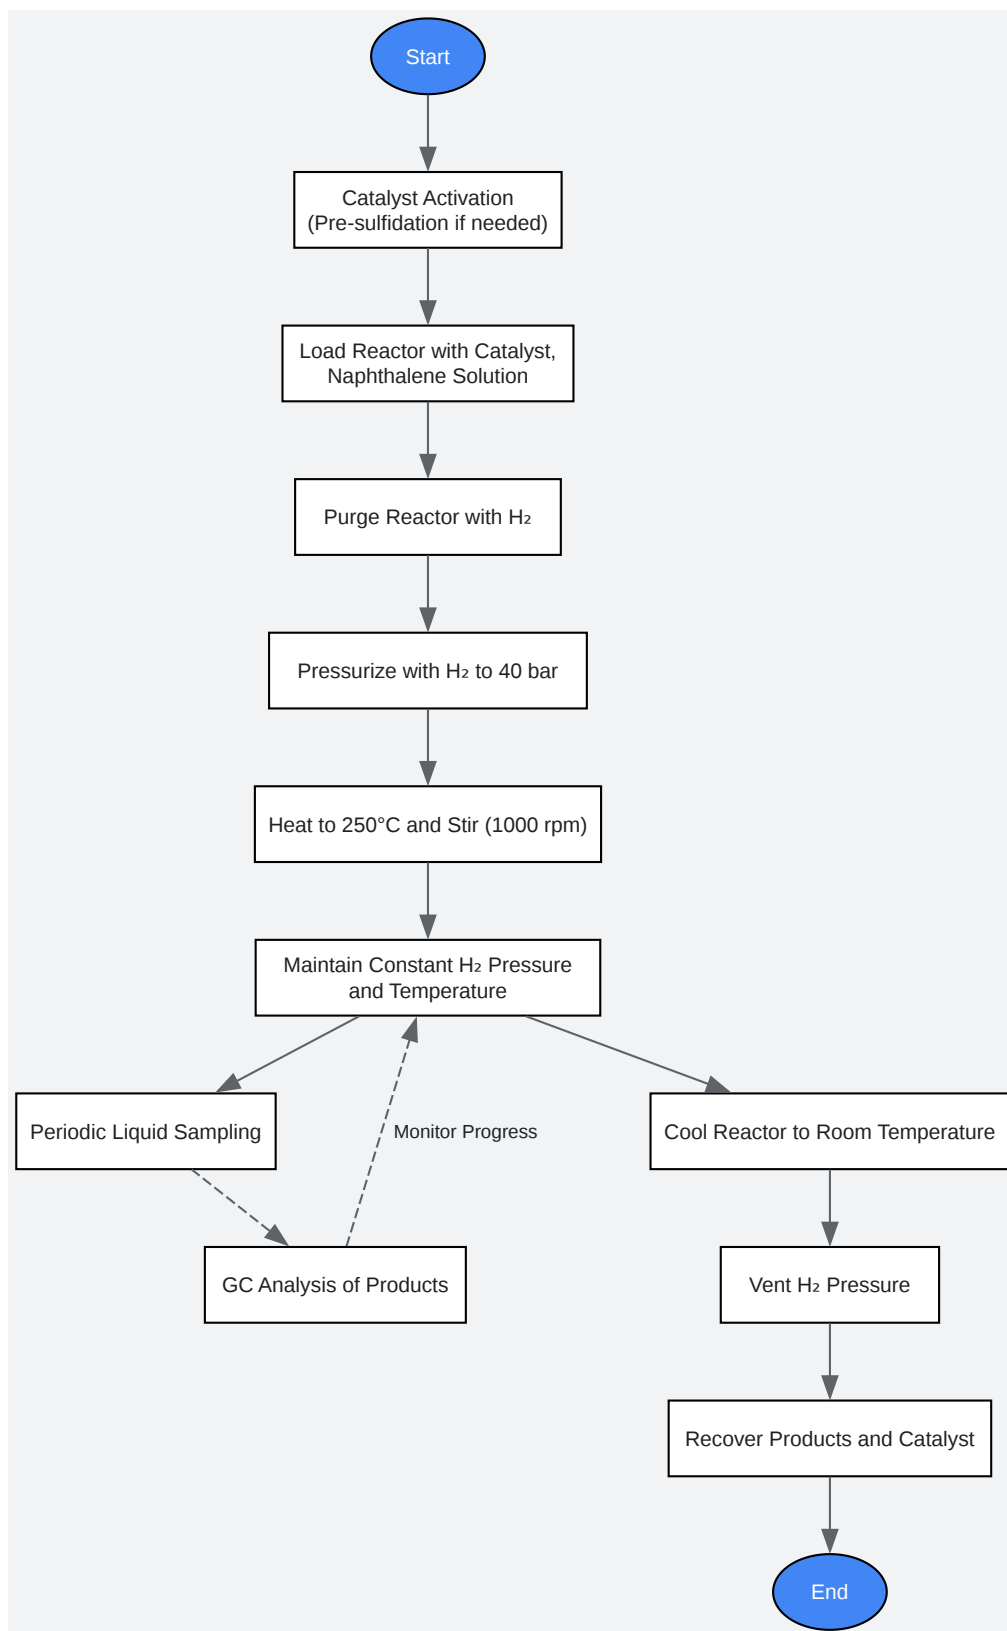 Start
Catalyst Activation
(Pre-sulfidation if needed)
Load Reactor with Catalyst,
Naphthalene Solution
Purge Reactor with H₂
Pressurize with H₂ to 40 bar
Heat to 250°C and Stir (1000 rpm)
Maintain Constant H₂ Pressure
and Temperature
Periodic Liquid Sampling
Monitor Progress
Cool Reactor to Room Temperature
GC Analysis of Products
Vent H₂ Pressure
Recover Products and Catalyst
End